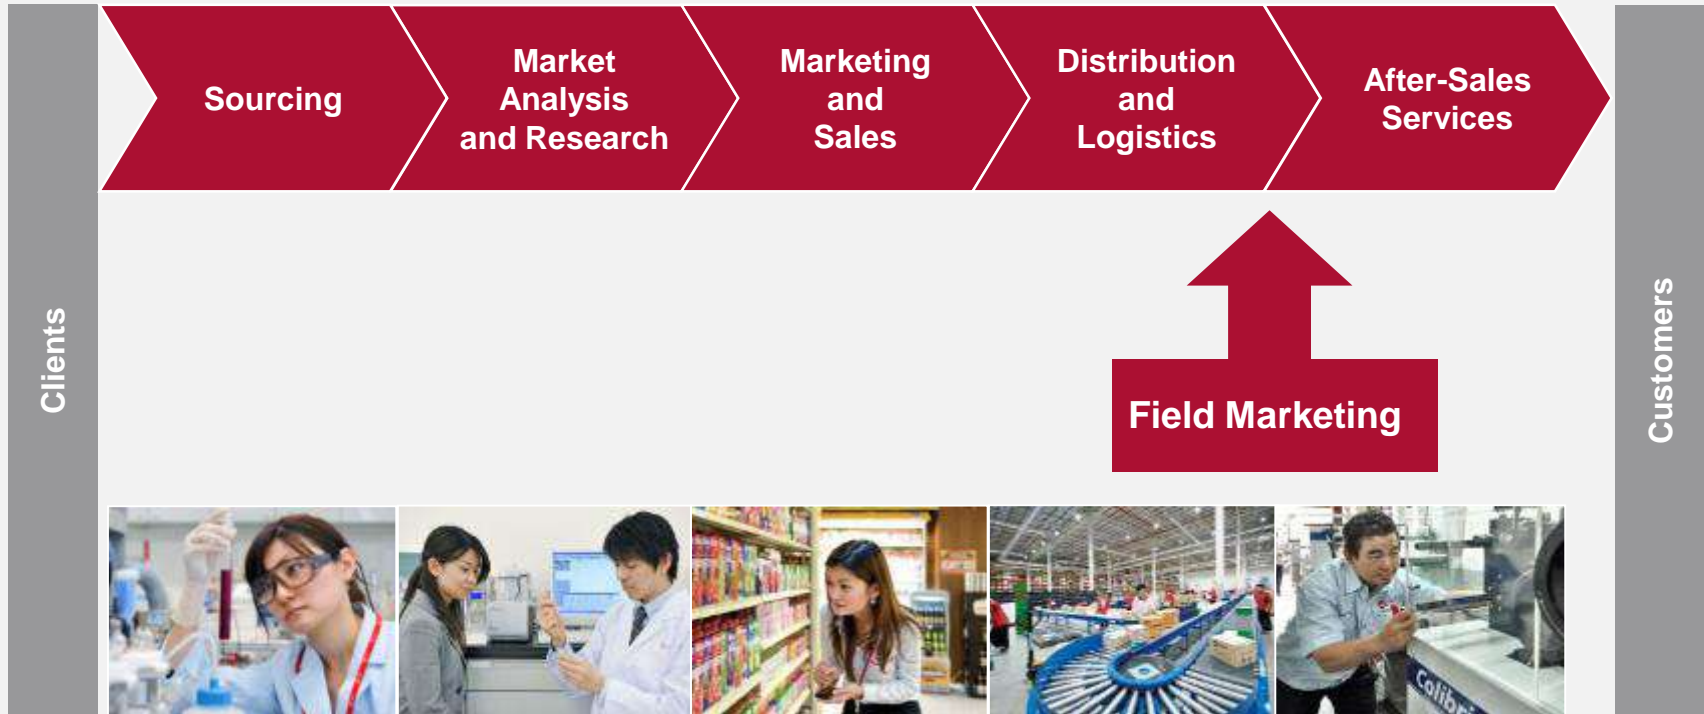 Sourcing
Market
Analysis
and Research
Marketing
and
Sales
Distribution
and
Logistics
After-Sales
Services
Clients
Customers
Field Marketing